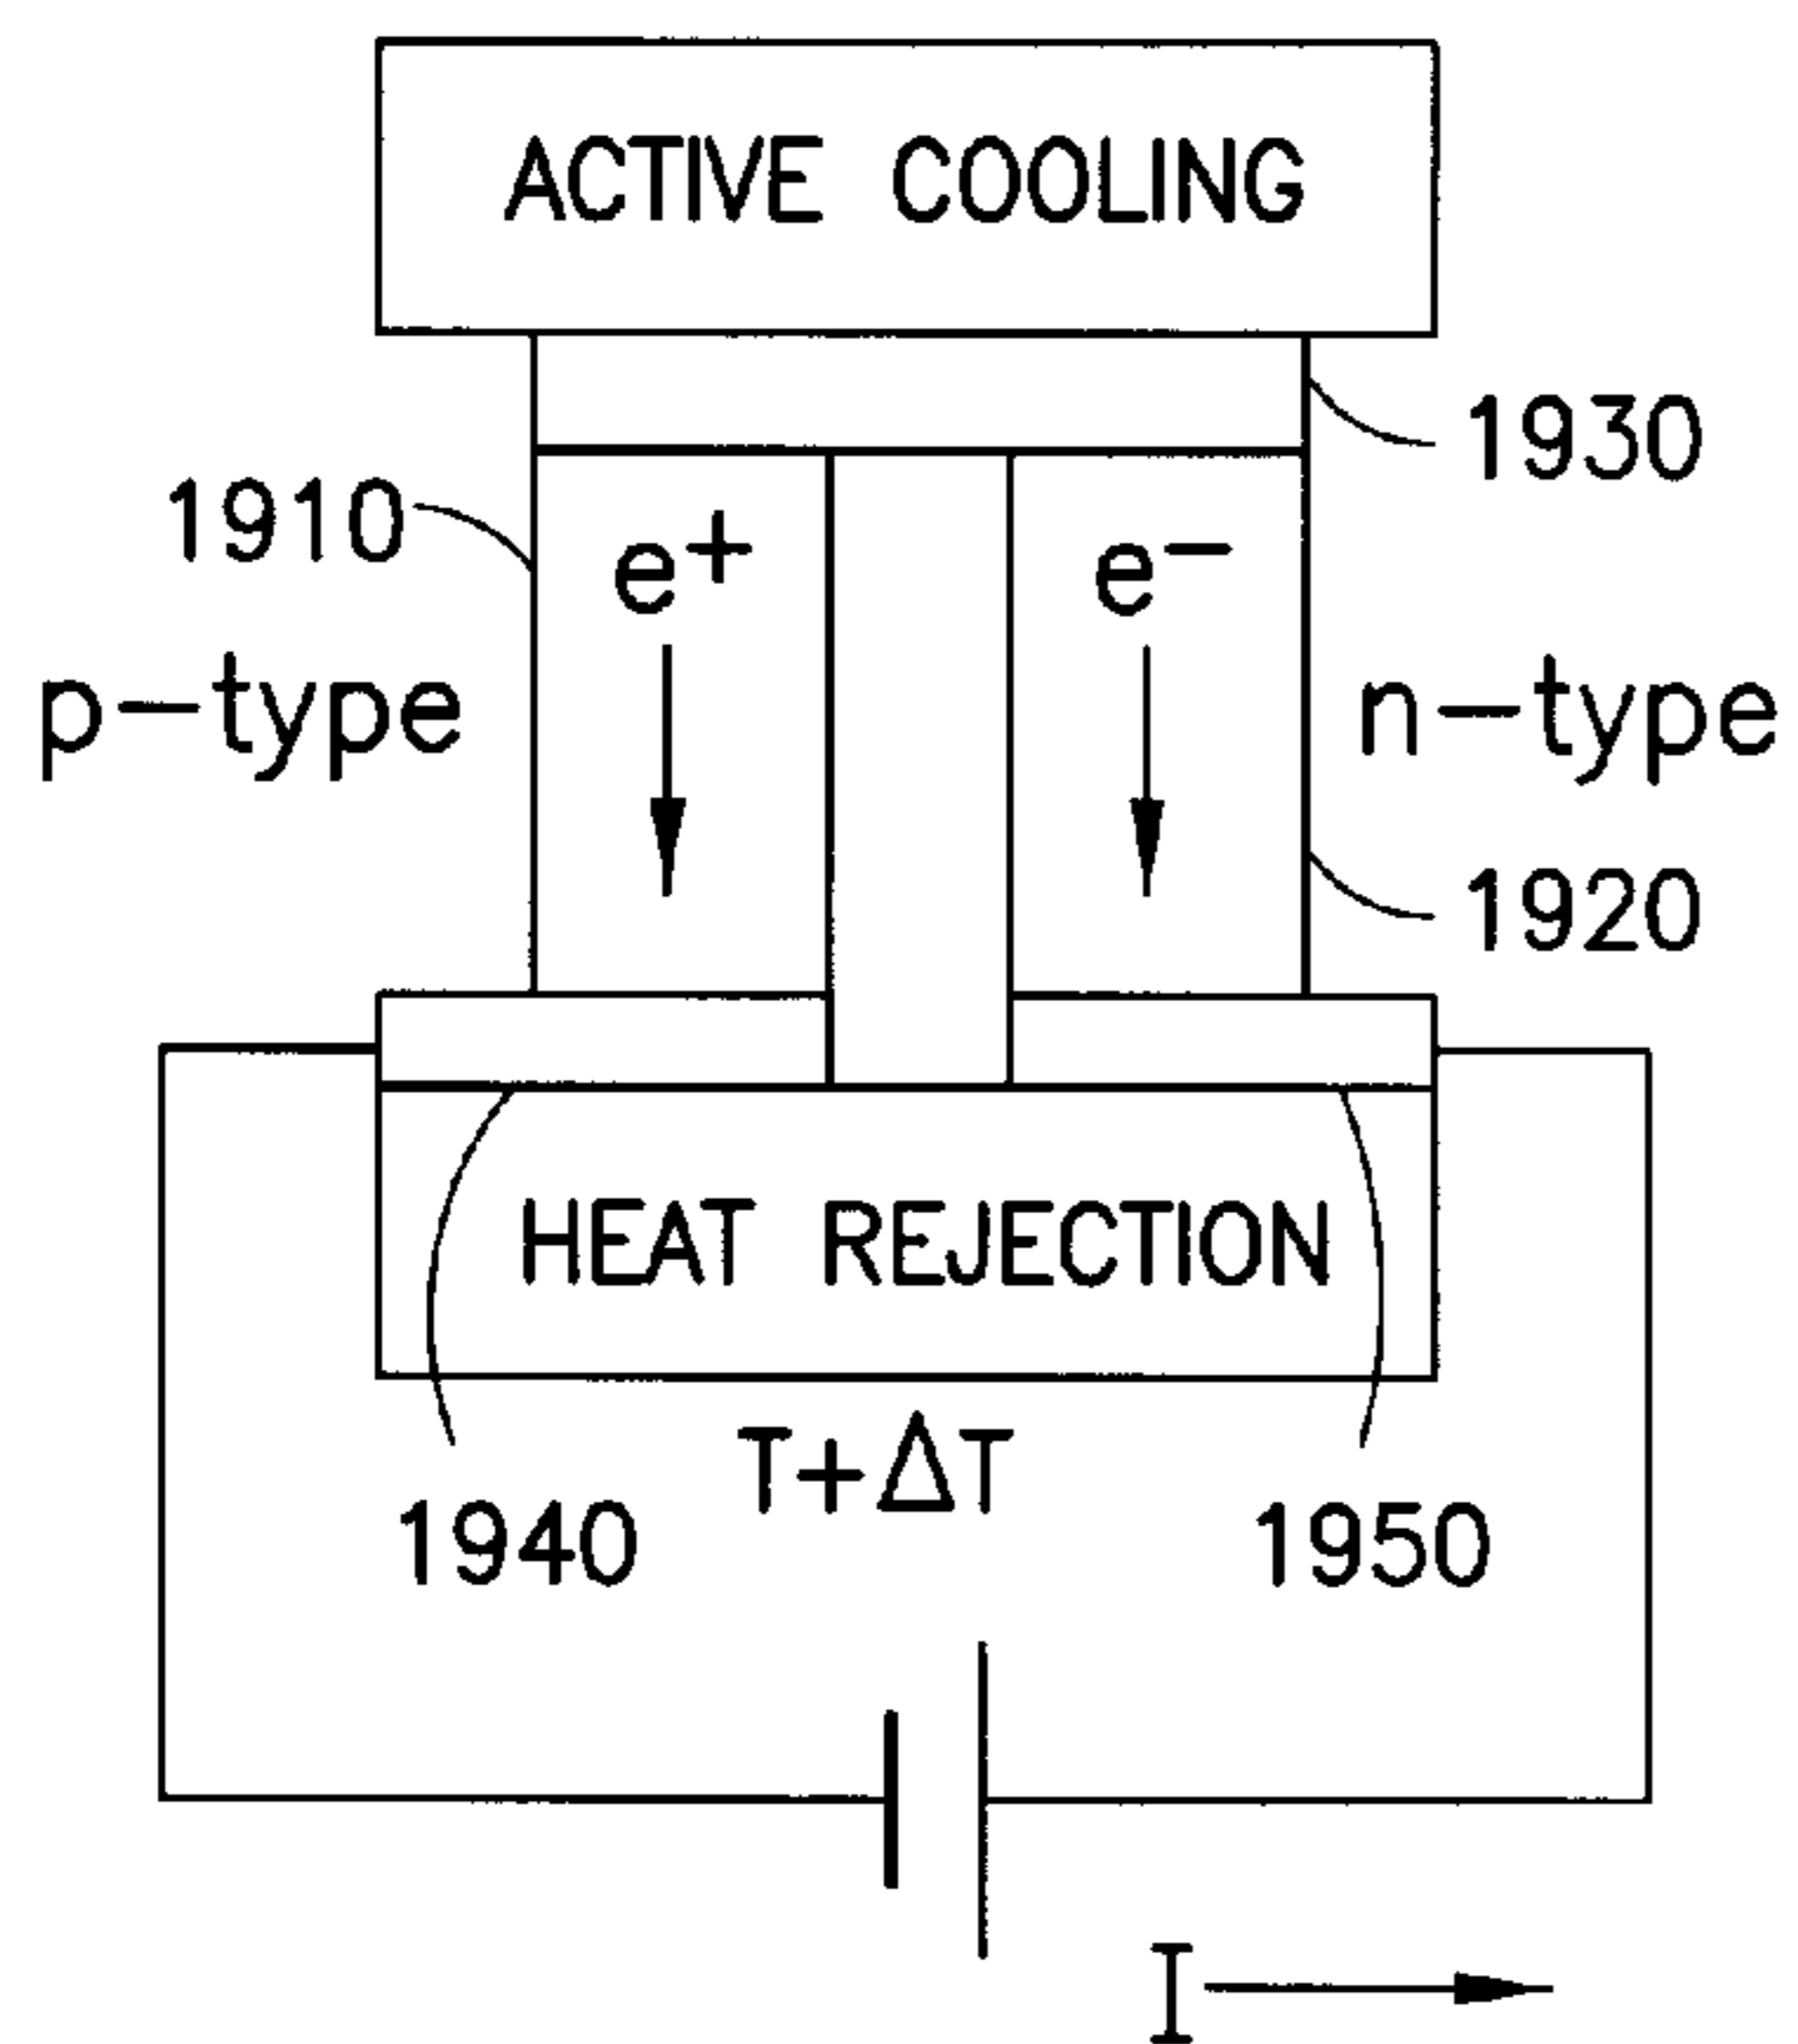 ACTIVE COOLING
1930
1910
e+
e−
p-type
n-type
1920
HEAT REJECTION
T+ΔT
1940
1950
I